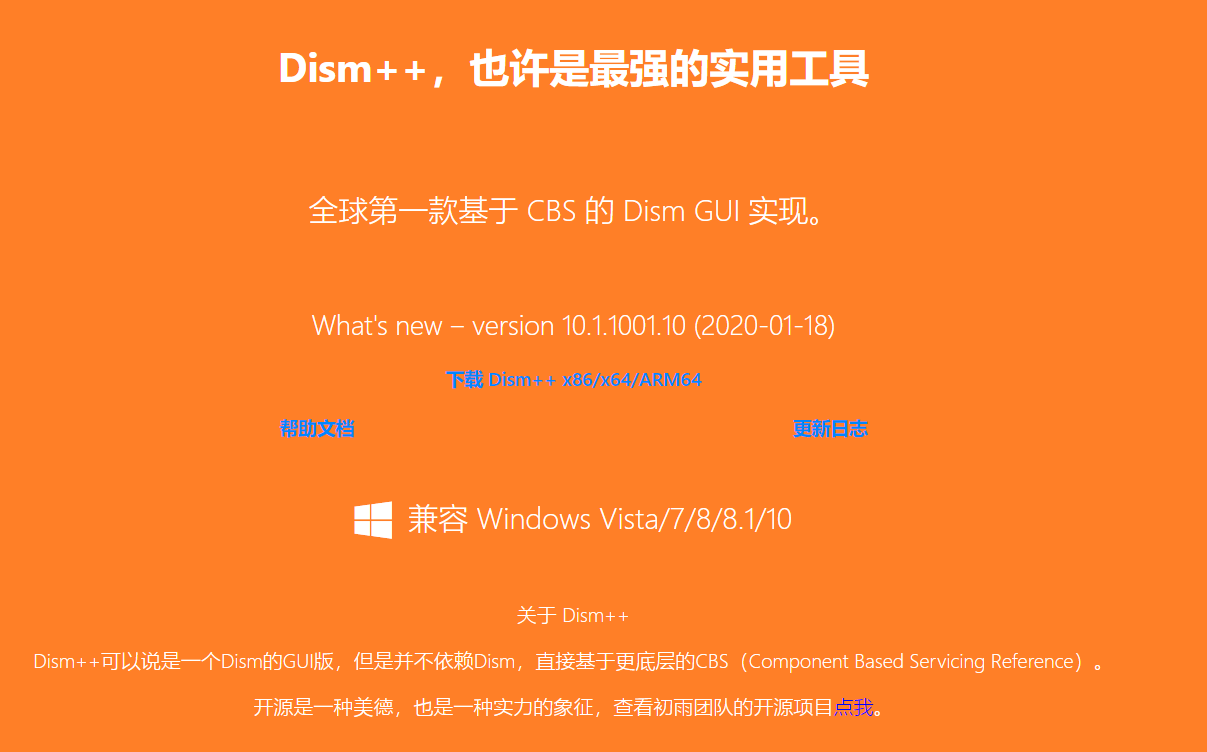 Dism++，也许是最强的实用工具
全球第一款基于 CBS 的 Dism GUI 实现。
What's new – version 10.1.1001.10 (2020-01-18)
下载 Dism++ x86/x64/ARM64
帮助文档 更新日志
兼容 Windows Vista/7/8/8.1/10
关于 Dism++
Dism++可以说是一个Dism的GUI版，但是并不依赖Dism，直接基于更底层的CBS（Component Based Servicing Reference）。
开源是一种美德，也是一种实力的象征，查看初雨团队的开源项目点我。